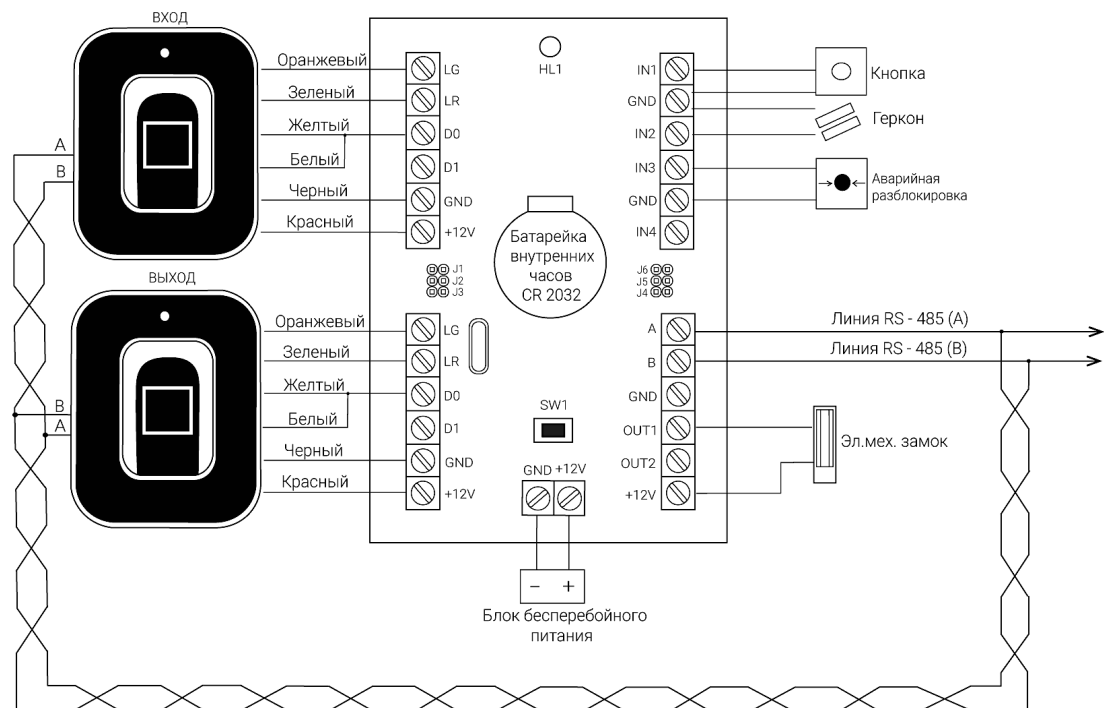 ВХОД
Оранжевый
LG
Зеленый
LR
Желтый
D0
Белый
D1
Черный
GND
Красный
+12V
A
B
HL1
IN1
GND
IN2
IN3
GND
IN4
Кнопка
Геркон
Аварийная
разблокировка
Батарейка
внутренних
часов
CR 2032
J1
J2
J3
J6
J5
J4
ВЫХОД
Оранжевый
LG
Зеленый
LR
Желтый
D0
Белый
D1
Черный
GND
Красный
+12V
B
A
SW1
GND +12V
− +
Блок бесперебойного
питания
A
B
GND
OUT1
OUT2
+12V
Линия RS - 485 (A)
Линия RS - 485 (B)
Эл.мех. замок